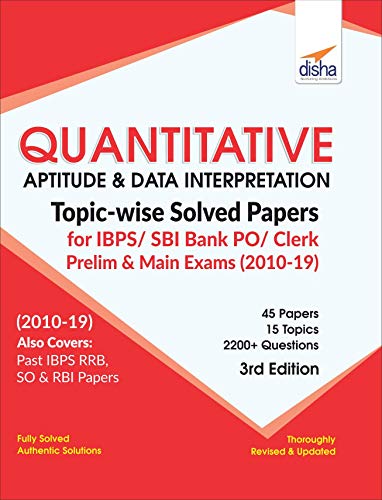 disha
QUANTITATIVE
APTITUDE & DATA INTERPRETATION
Topic-wise Solved Papers
for IBPS/ SBI Bank PO/ Clerk
Prelim & Main Exams (2010-19)
45 Papers
15 Topics
2200+ Questions
3rd Edition
(2010-19)
Also Covers:
Past IBPS RRB,
SO & RBI Papers
Fully Solved
Authentic Solutions
Thoroughly
Revised & Updated